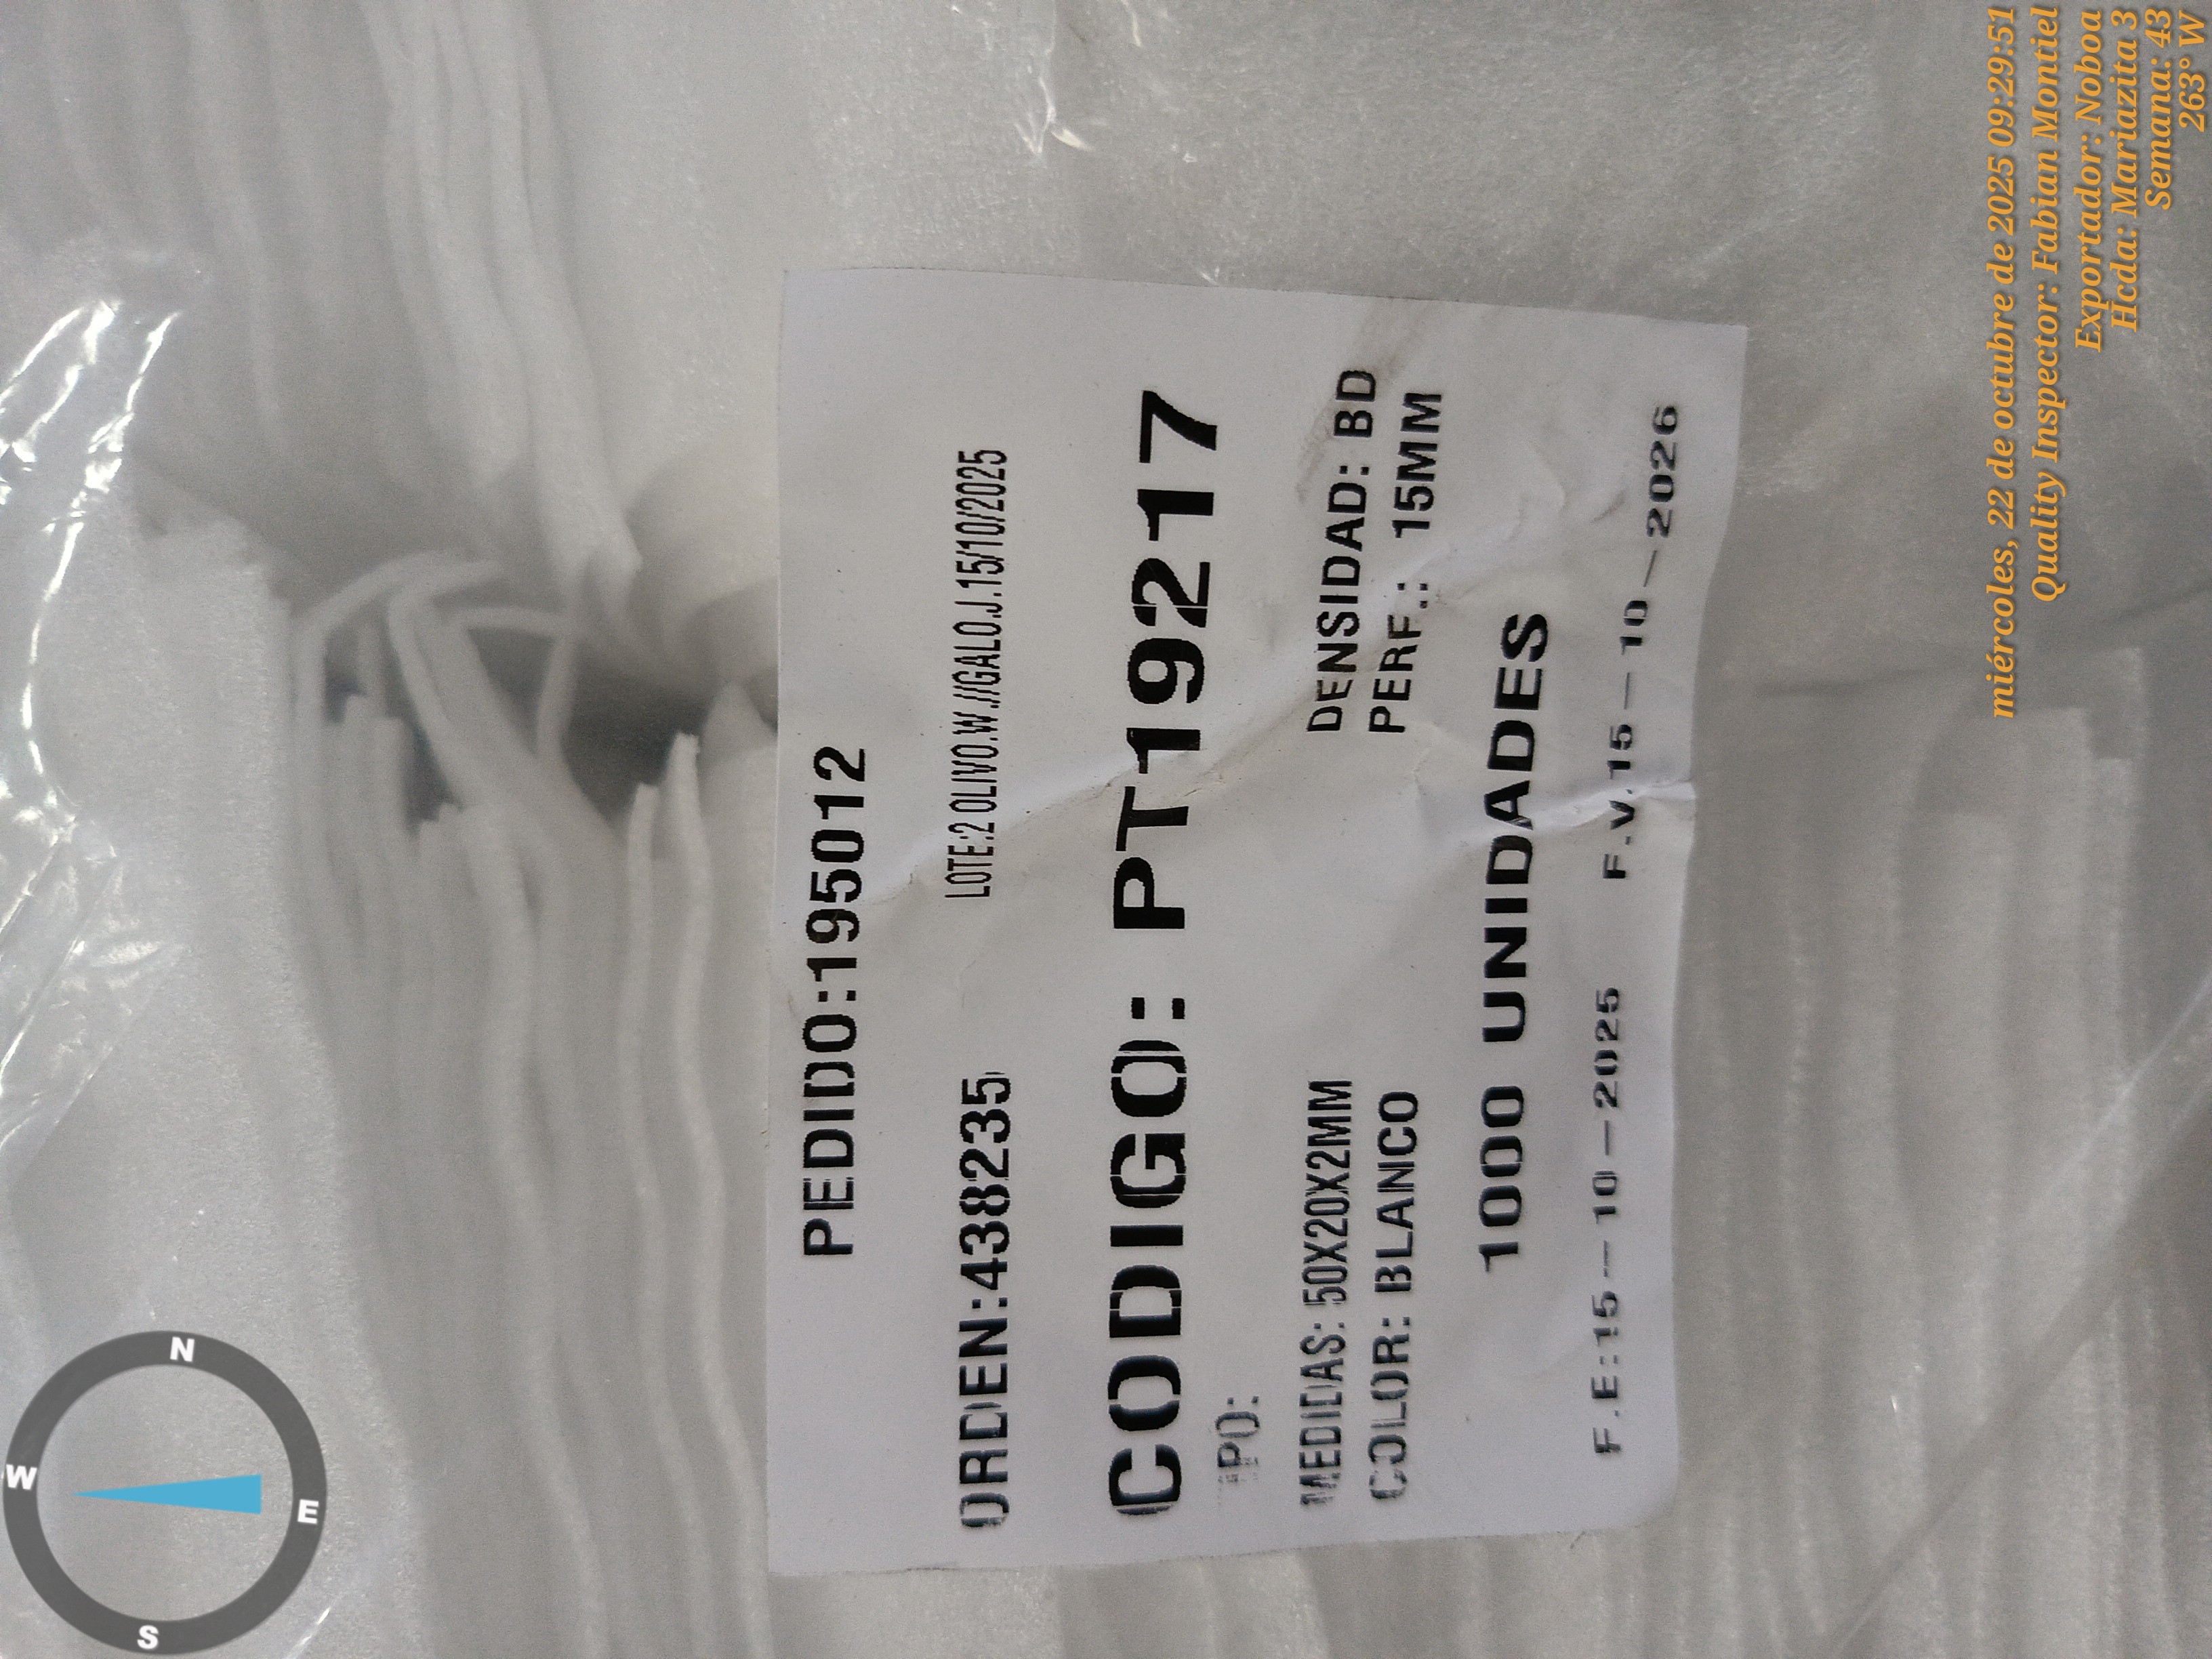 W
S
N
E
PEDIDO:195012
ORDEN:438235 LOTE:2 OLIVO.W.//GALO.J.15/10/2025
CODIGO: PT19217
MEDIDAS: 50X20X2MM DENSIDAD: BD
COLOR: BLANCO PERF.: 15MM
1000 UNIDADES
F.E:15-10-2025 F.V.15-10-2026
miércoles, 22 de octubre de 2025 09:29:51
Quality Inspector: Fabian Montiel
Exportador: Noboa
Hcda: Mariazita 3
Semana: 43
263° W